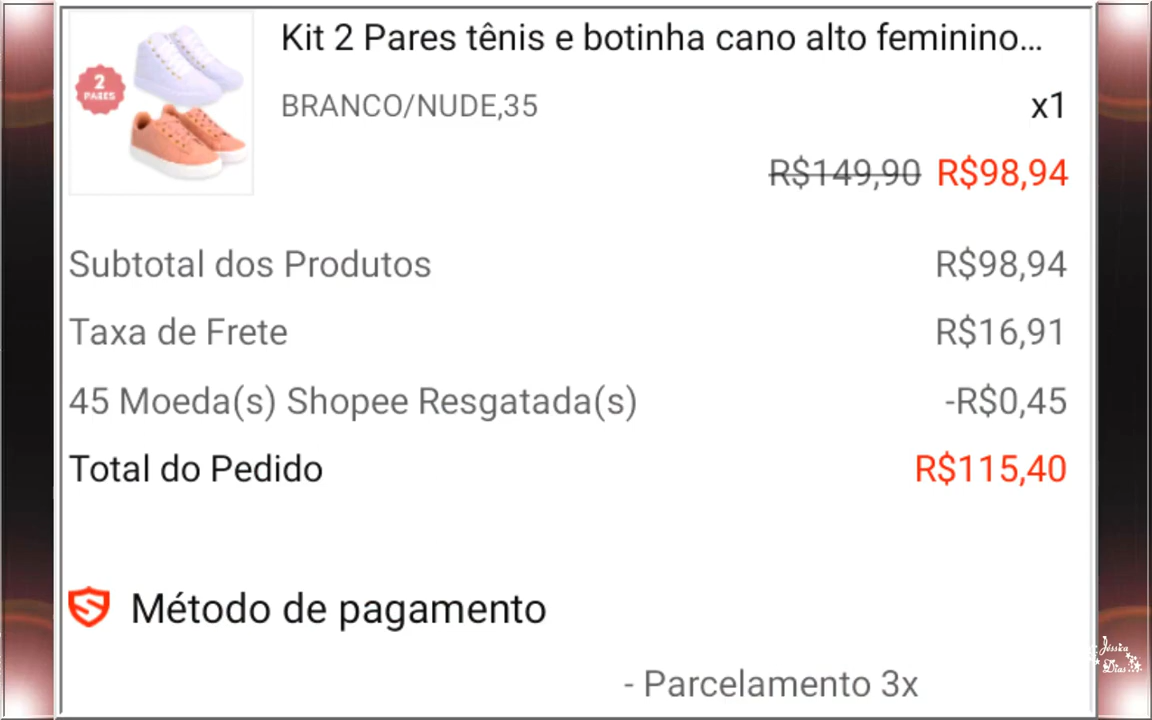 Kit 2 Pares tênis e botinha cano alto feminino...
2
PARES
BRANCO/NUDE,35
x1
R$149,90 R$98,94
Subtotal dos Produtos R$98,94
Taxa de Frete R$16,91
45 Moeda(s) Shopee Resgatada(s) -R$0,45
Total do Pedido R$115,40
Método de pagamento
- Parcelamento 3x
Jéssica
Dias